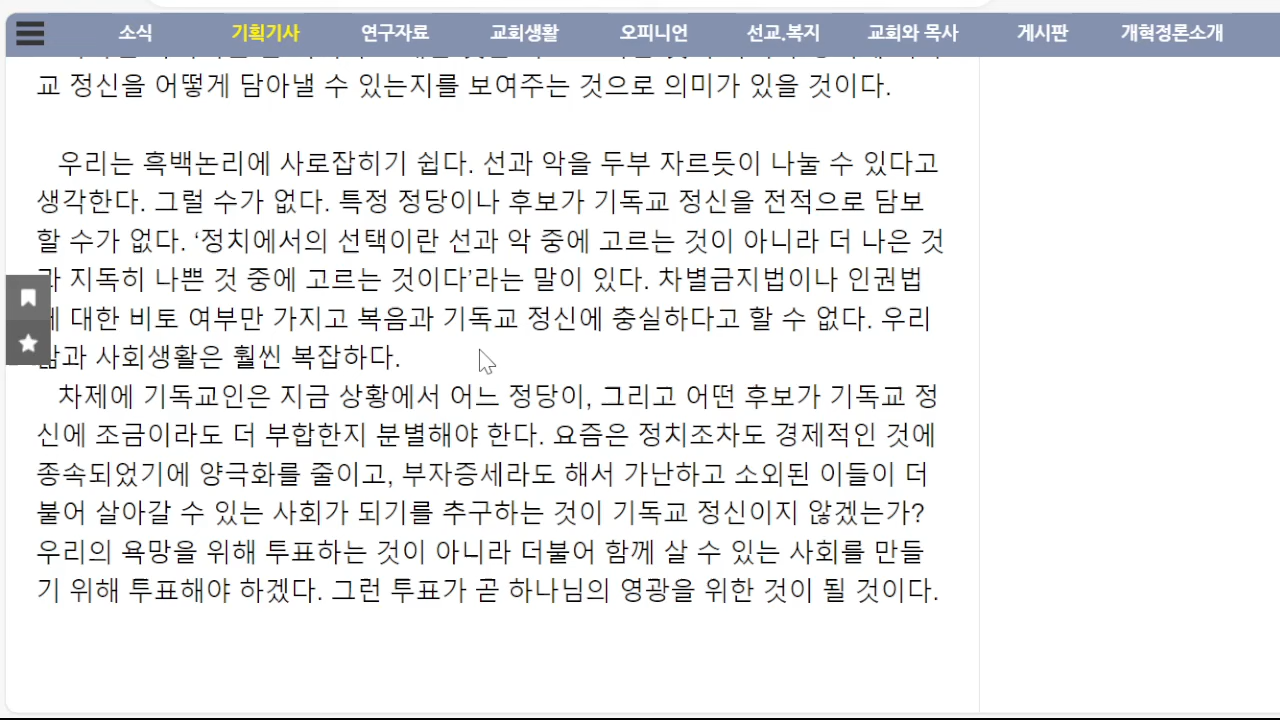 소식 기획기사 연구자료 교회생활 오피니언 선교.복지 교회와 목사 게시판 개혁정론소개
교 정신을 어떻게 담아낼 수 있는지를 보여주는 것으로 의미가 있을 것이다.
우리는 흑백논리에 사로잡히기 쉽다. 선과 악을 두부 자르듯이 나눌 수 있다고
생각한다. 그럴 수가 없다. 특정 정당이나 후보가 기독교 정신을 전적으로 담보
할 수가 없다. ‘정치에서의 선택이란 선과 악 중에 고르는 것이 아니라 더 나은 것
지독히 나쁜 것 중에 고르는 것이다’라는 말이 있다. 차별금지법이나 인권법
대한 비토 여부만 가지고 복음과 기독교 정신에 충실하다고 할 수 없다. 우리
사회생활은 훨씬 복잡하다.
차제에 기독교인은 지금 상황에서 어느 정당이, 그리고 어떤 후보가 기독교 정
신에 조금이라도 더 부합한지 분별해야 한다. 요즘은 정치조차도 경제적인 것에
종속되었기에 양극화를 줄이고, 부자증세라도 해서 가난하고 소외된 이들이 더
불어 살아갈 수 있는 사회가 되기를 추구하는 것이 기독교 정신이지 않겠는가?
우리의 욕망을 위해 투표하는 것이 아니라 더불어 함께 살 수 있는 사회를 만들
기 위해 투표해야 하겠다. 그런 투표가 곧 하나님의 영광을 위한 것이 될 것이다.